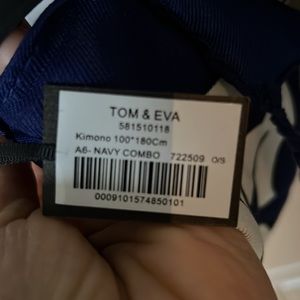 TOM & EVA
581510118
Kimono 100*180Cm
A6- NAVY COMBO 722509 O/S
0009101574850101